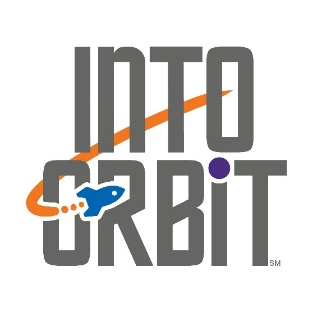 INTO
ORBiT
SM